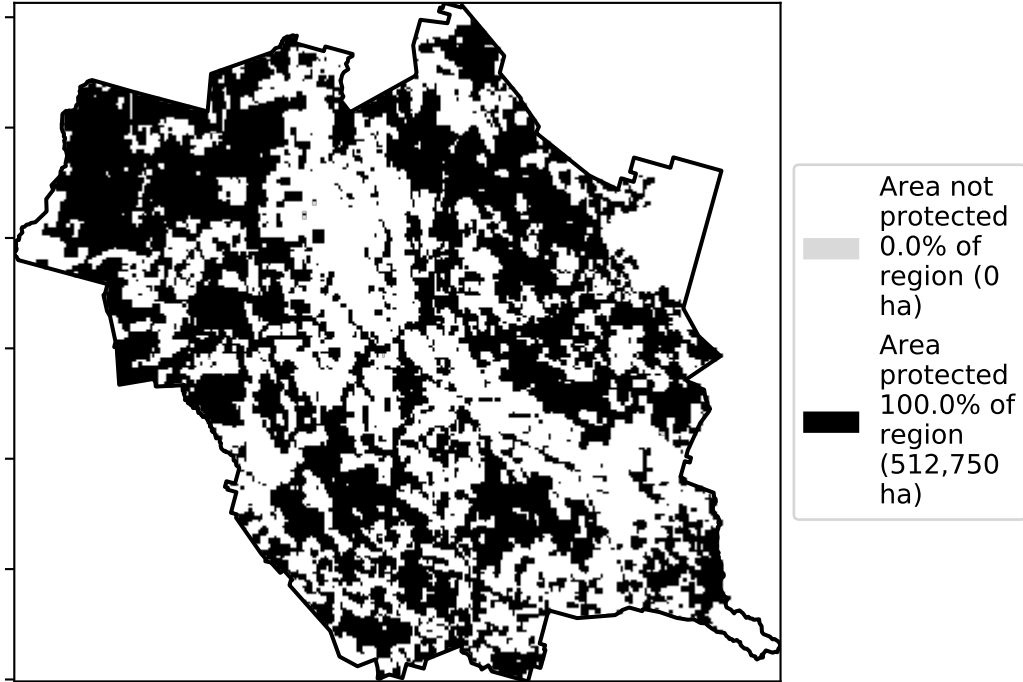 Area not
protected
0.0% of
region (0
ha)
Area
protected
100.0% of
region
(512,750
ha)